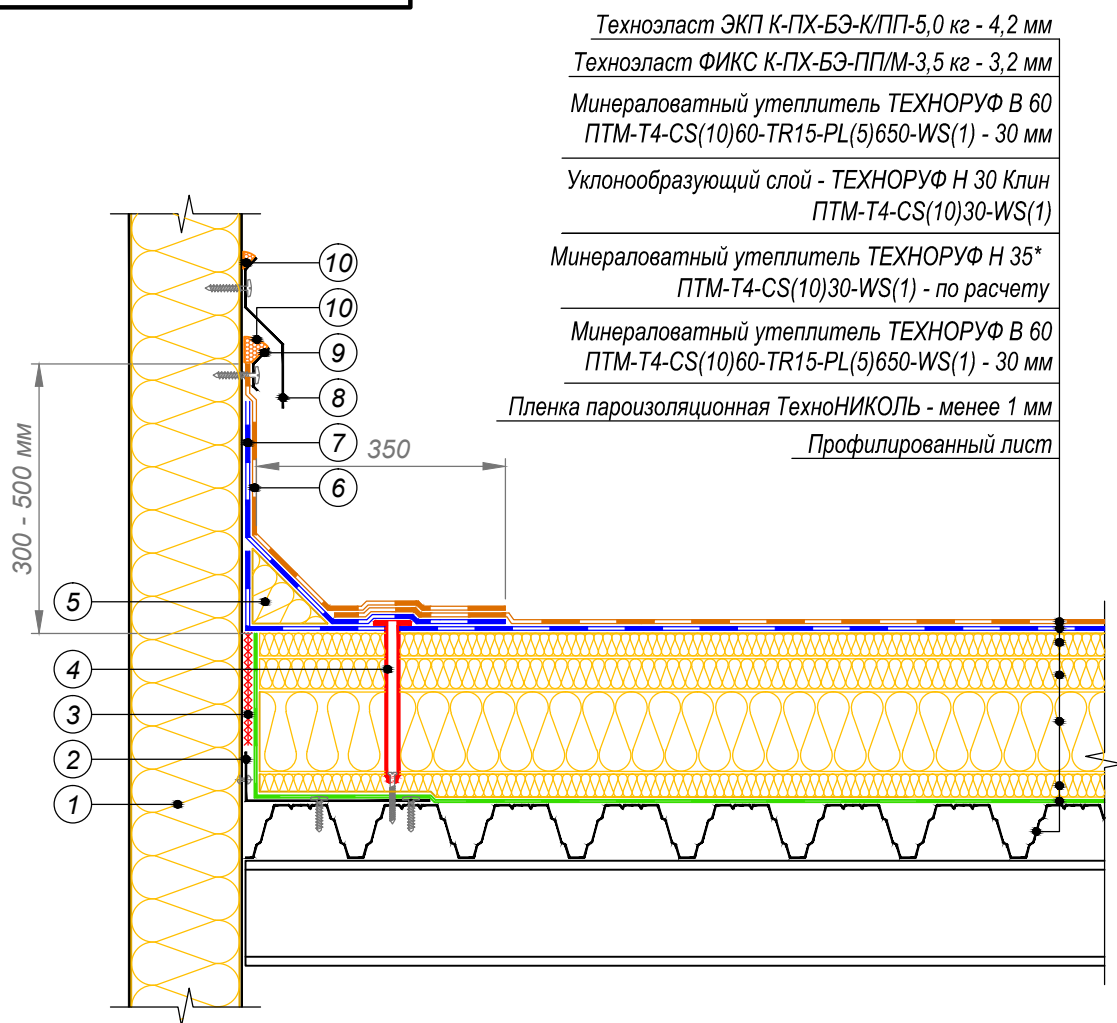 Техноэласт ЭКП К-ПХ-БЭ-К/ПП-5,0 кг - 4,2 мм
Техноэласт ФИКС К-ПХ-БЭ-ПП/М-3,5 кг - 3,2 мм
Минераловатный утеплитель ТЕХНОРУФ В 60
ПТМ-Т4-CS(10)60-TR15-PL(5)650-WS(1) - 30 мм
Уклонообразующий слой - ТЕХНОРУФ Н 30 Клин
ПТМ-Т4-CS(10)30-WS(1)
Минераловатный утеплитель ТЕХНОРУФ Н 35*
ПТМ-Т4-CS(10)30-WS(1) - по расчету
Минераловатный утеплитель ТЕХНОРУФ В 60
ПТМ-Т4-CS(10)60-TR15-PL(5)650-WS(1) - 30 мм
Пленка пароизоляционная ТехноНИКОЛЬ - менее 1 мм
Профилированный лист
10
10
9
8
7
350
6
300 - 500 мм
5
4
3
2
1